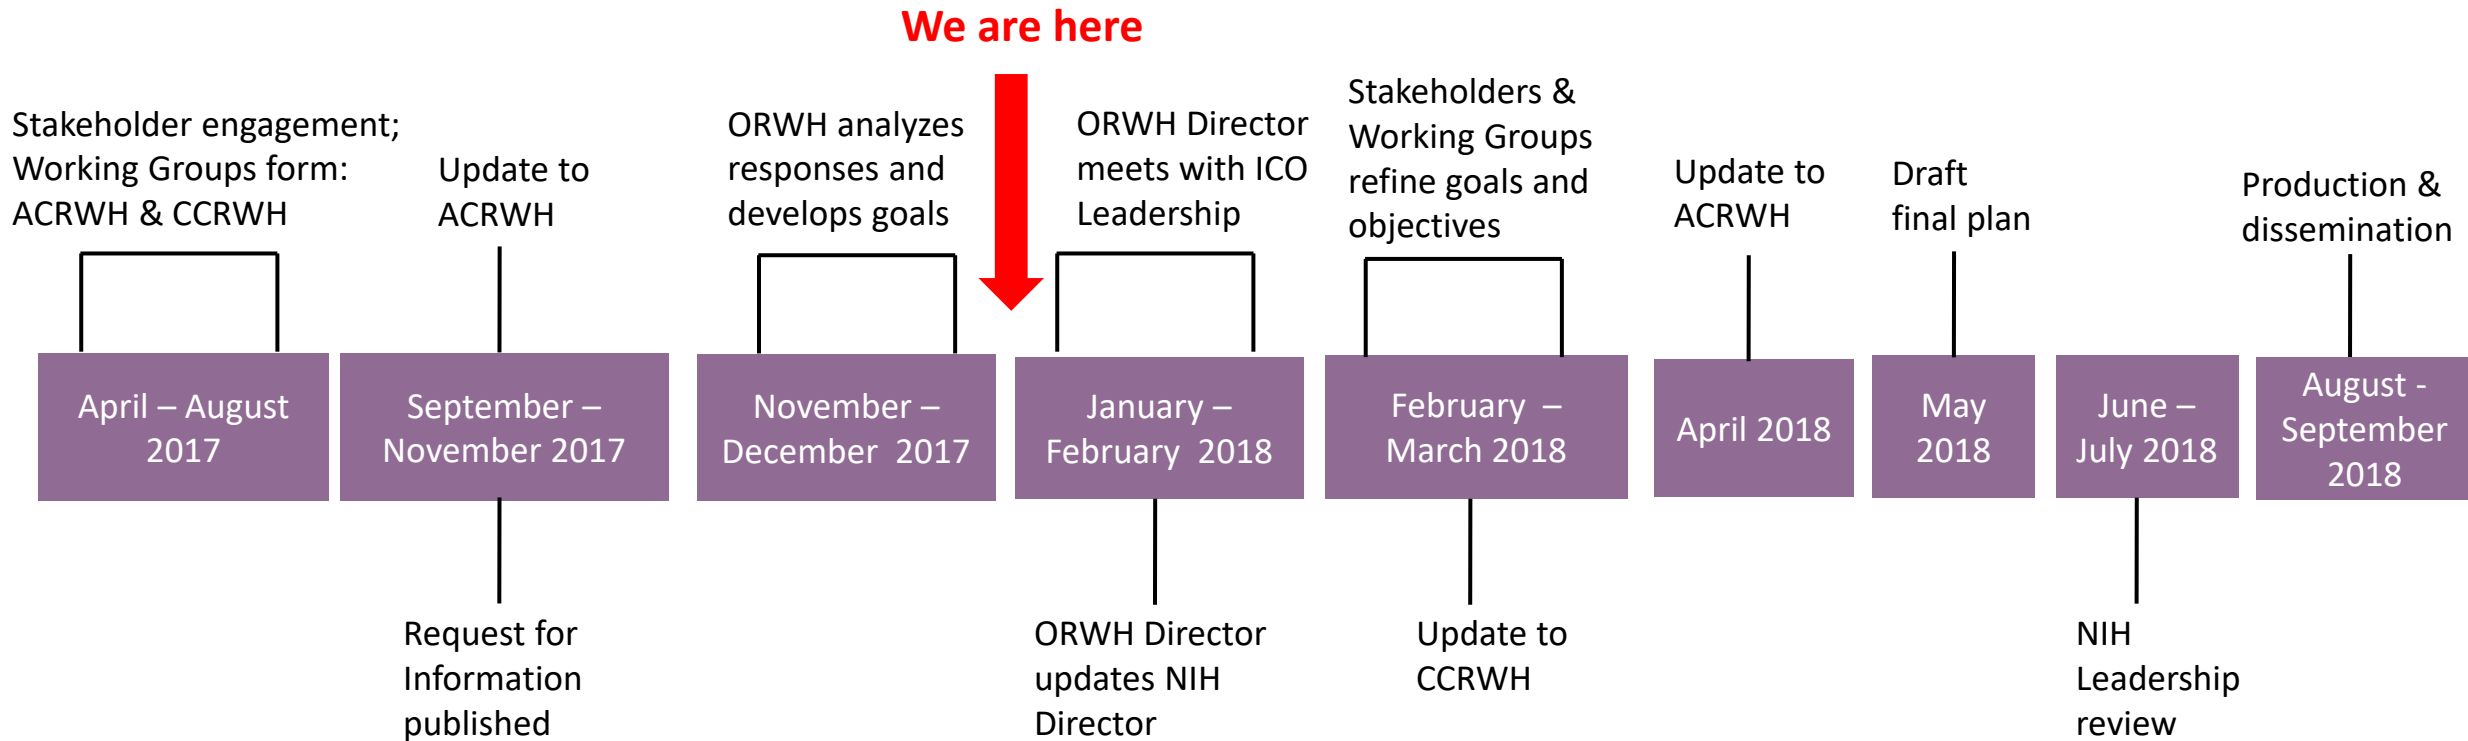 We are here
Stakeholder engagement;
Working Groups form:
ACRWH & CCRWH
Update to
ACRWH
ORWH analyzes
responses and
develops goals
ORWH Director
meets with ICO
Leadership
Stakeholders &
Working Groups
refine goals and
objectives
Update to
ACRWH
Draft
final plan
Production &
dissemination
April – August
2017
September –
November 2017
November –
December 2017
January –
February 2018
February –
March 2018
April 2018
May
2018
June –
July 2018
August -
September
2018
Request for
Information
published
ORWH Director
updates NIH
Director
Update to
CCRWH
NIH
Leadership
review